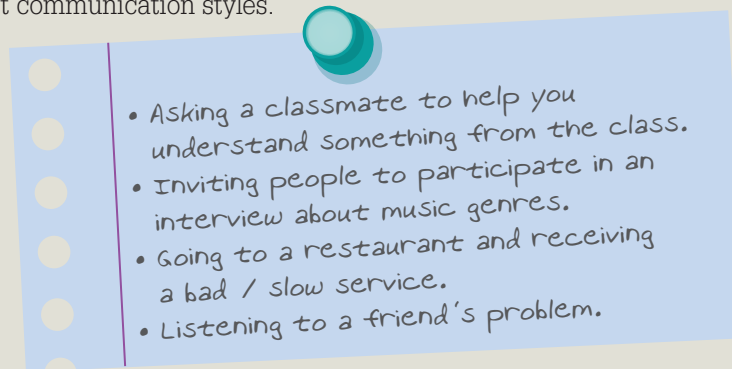 t communication styles.
• Asking a classmate to help you
understand something from the class.
• Inviting people to participate in an
interview about music genres.
• Going to a restaurant and receiving
a bad / slow service.
• Listening to a friend's problem.